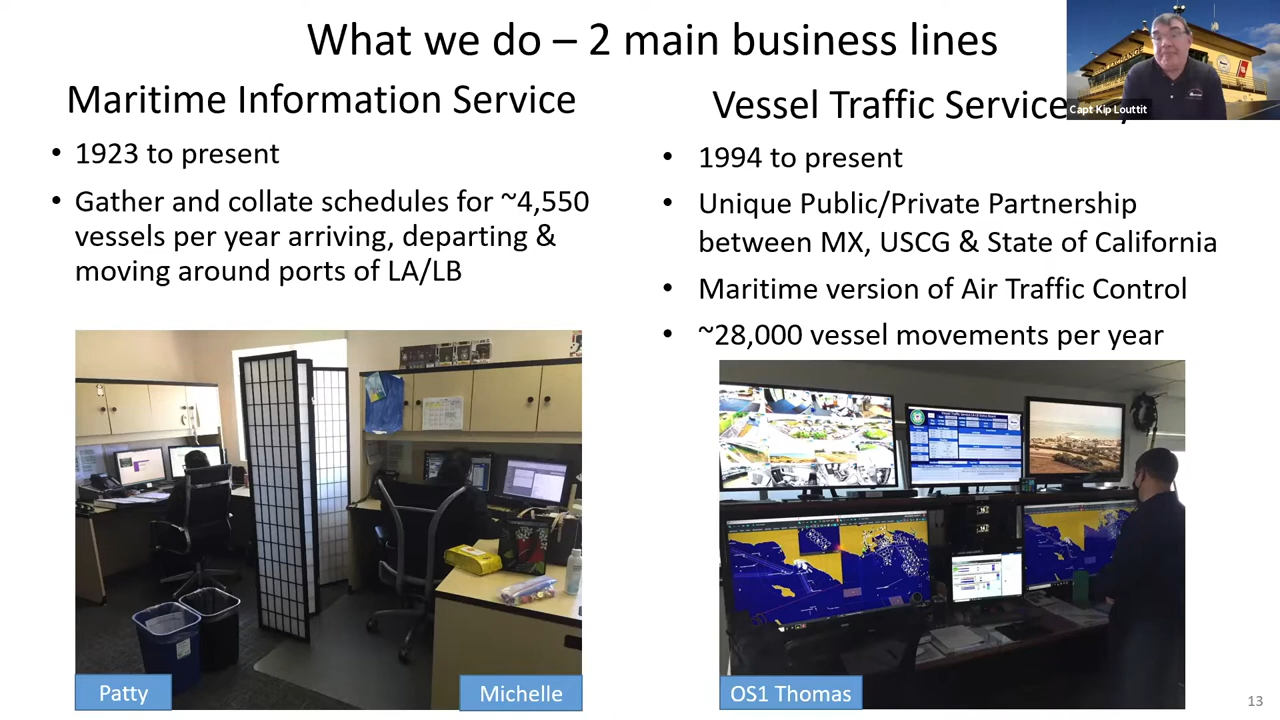 What we do – 2 main business lines
Maritime Information Service
• 1923 to present
• Gather and collate schedules for ~4,550
vessels per year arriving, departing &
moving around ports of LA/LB
Patty
Michelle
Vessel Traffic Service
• 1994 to present
• Unique Public/Private Partnership
between MX, USCG & State of California
• Maritime version of Air Traffic Control
• ~28,000 vessel movements per year
OS1 Thomas
Capt Kip Louttit
13